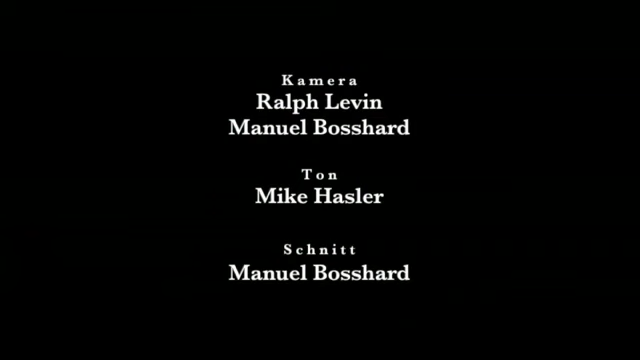 Kamera
Ralph Levin
Manuel Bosshard
Ton
Mike Hasler
Schnitt
Manuel Bosshard